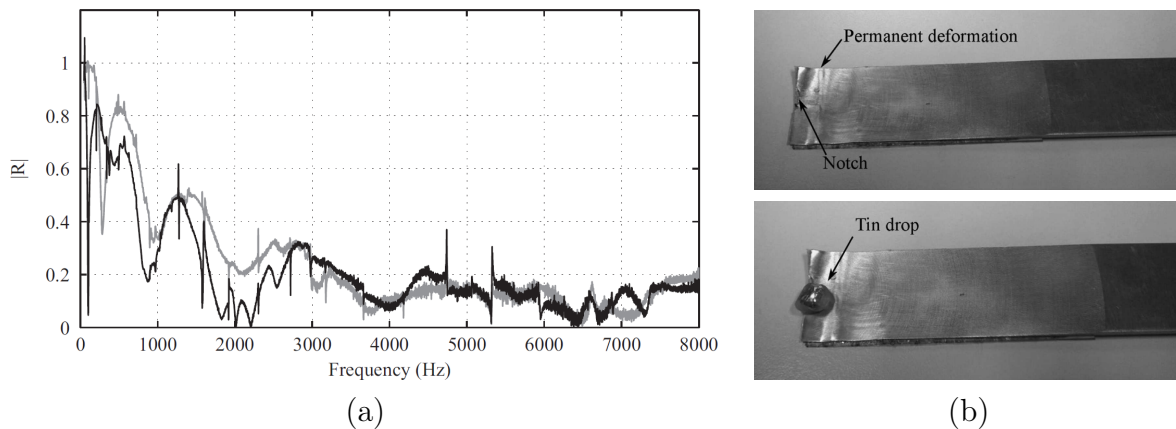 1
0.8
0.6
0.4
0.2
0
|R|
0 1000 2000 3000 4000 5000 6000 7000 8000
Frequency (Hz)
(a)
Permanent deformation
Notch
Tin drop
(b)